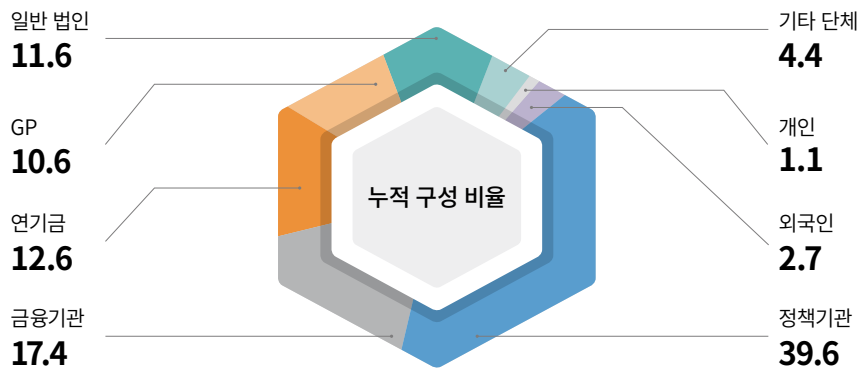 일반 법인
11.6
GP
10.6
연기금
12.6
금융기관
17.4
누적 구성 비율
기타 단체
4.4
개인
1.1
외국인
2.7
정책기관
39.6